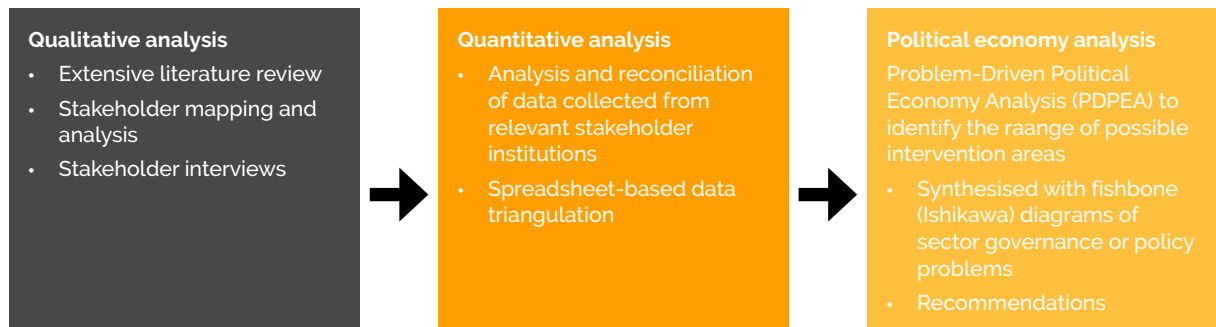 Qualitative analysis
• Extensive literature review
• Stakeholder mapping and
analysis
• Stakeholder interviews
Quantitative analysis
• Analysis and reconciliation
of data collected from
relevant stakeholder
institutions
• Spreadsheet-based data
triangulation
Political economy analysis
Problem-Driven Political
Economy Analysis (PDPEA) to
identify the raange of possible
intervention areas
• Synthesised with fishbone
(Ishikawa) diagrams of
sector governance or policy
problems
• Recommendations